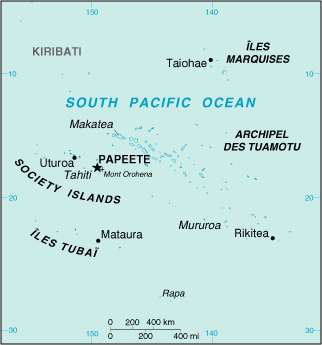 150
140
ÎLES
MARQUISES
KIRIBATI
Taiohae
10
10
SOUTH PACIFIC OCEAN
Makatea
ARCHIPEL
DES TUAMOTU
Uturoa
PAPEETE
Tahiti
Mont Orohena
SOCIETY ISLANDS
20
20
Mururoa
Rikitea
ÎLES TUBAÏ
Mataura
Rapa
0 200 400 km
0 200 400 mi
30
150
140
30